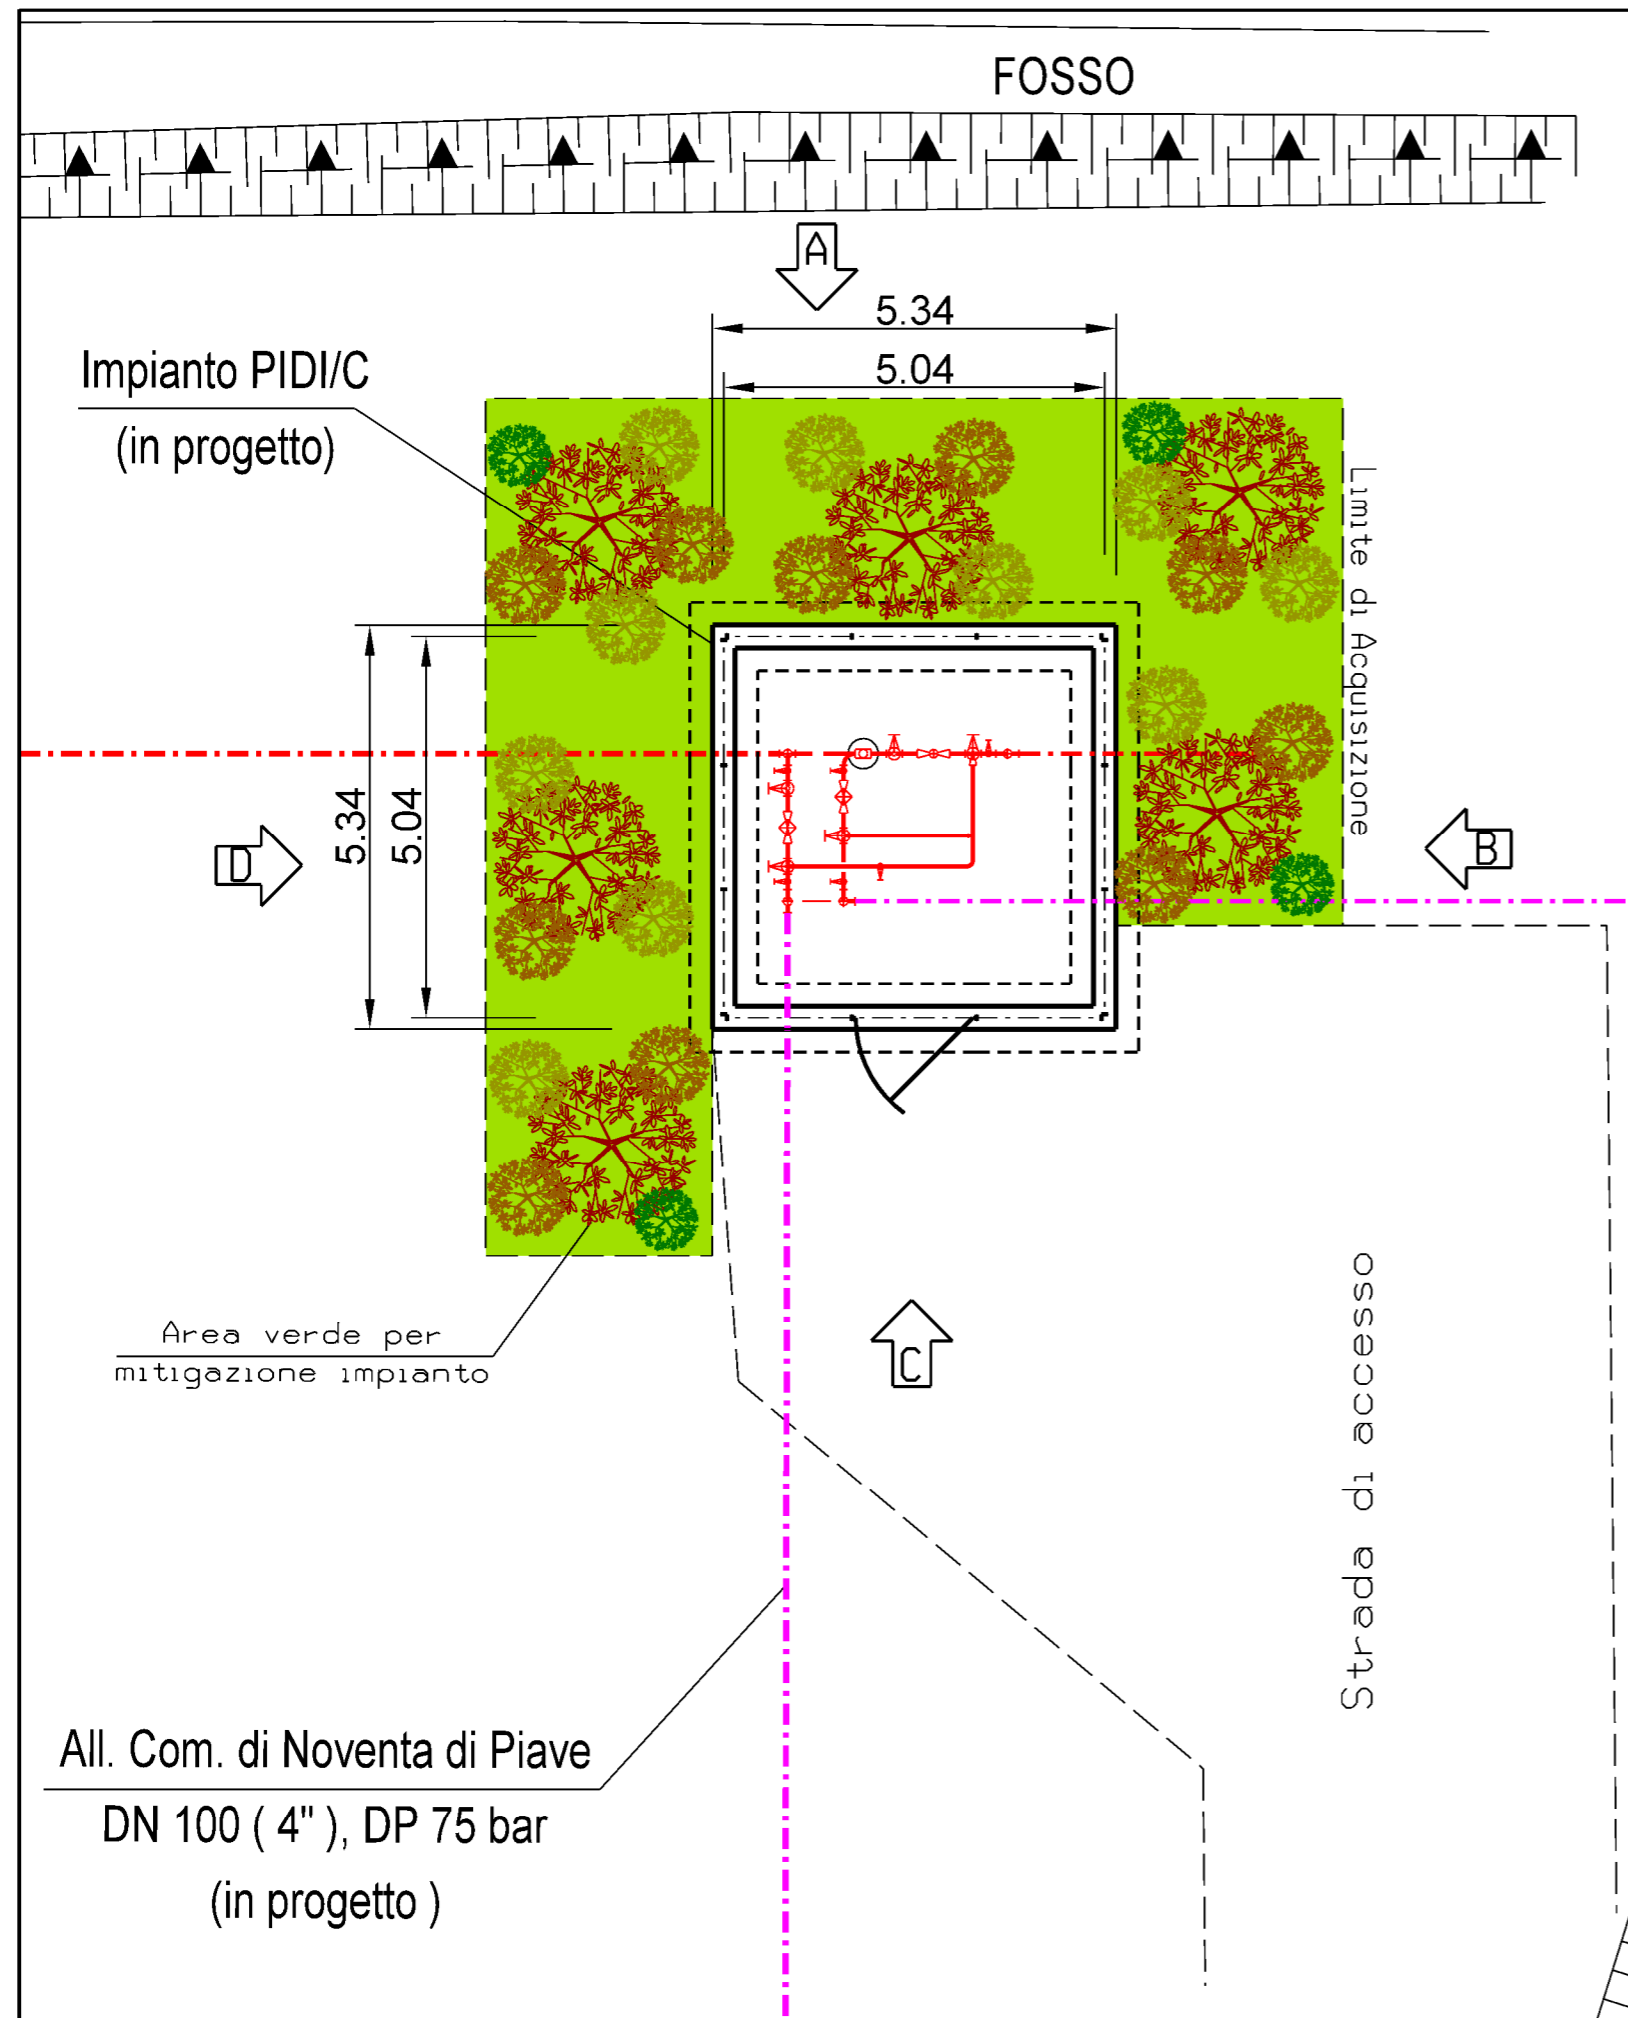 FOSSO
A
5.34
5.04
Impianto PIDI/C
(in progetto)
Limite di Acquisizione
5.34
5.04
D
B
Area verde per
mitigazione impianto
C
Strada di accesso
All. Com. di Noventa di Piave
DN 100 ( 4" ), DP 75 bar
(in progetto )